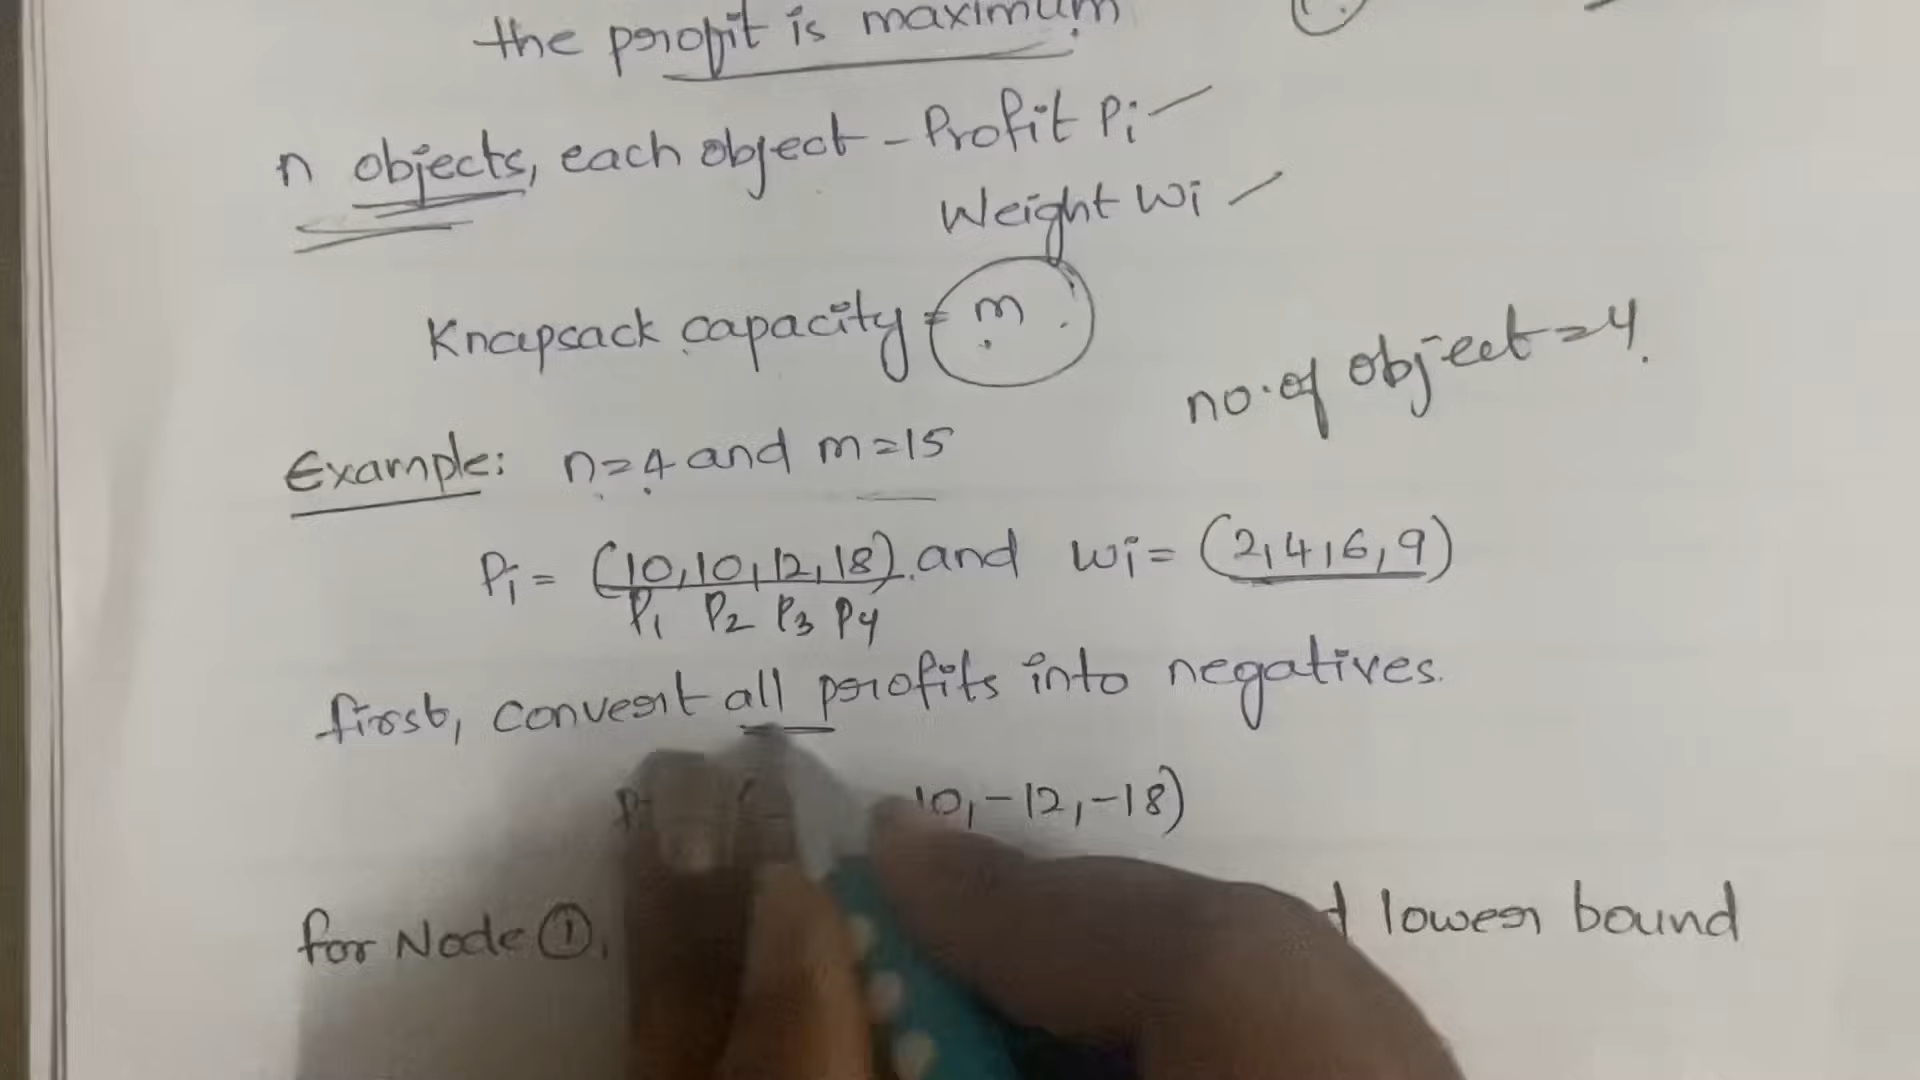 the profit is maximum
n objects, each object - Profit Pi
Weight Wi
Knapsack capacity = m
no. of object = 4.
Example: n=4 and m=15
Pi = (10,10,12,18) and wi = (2,4,6,9)
P1 P2 P3 P4
first, convert all profits into negatives.
10,-12,-18)
for Node ①, lower bound